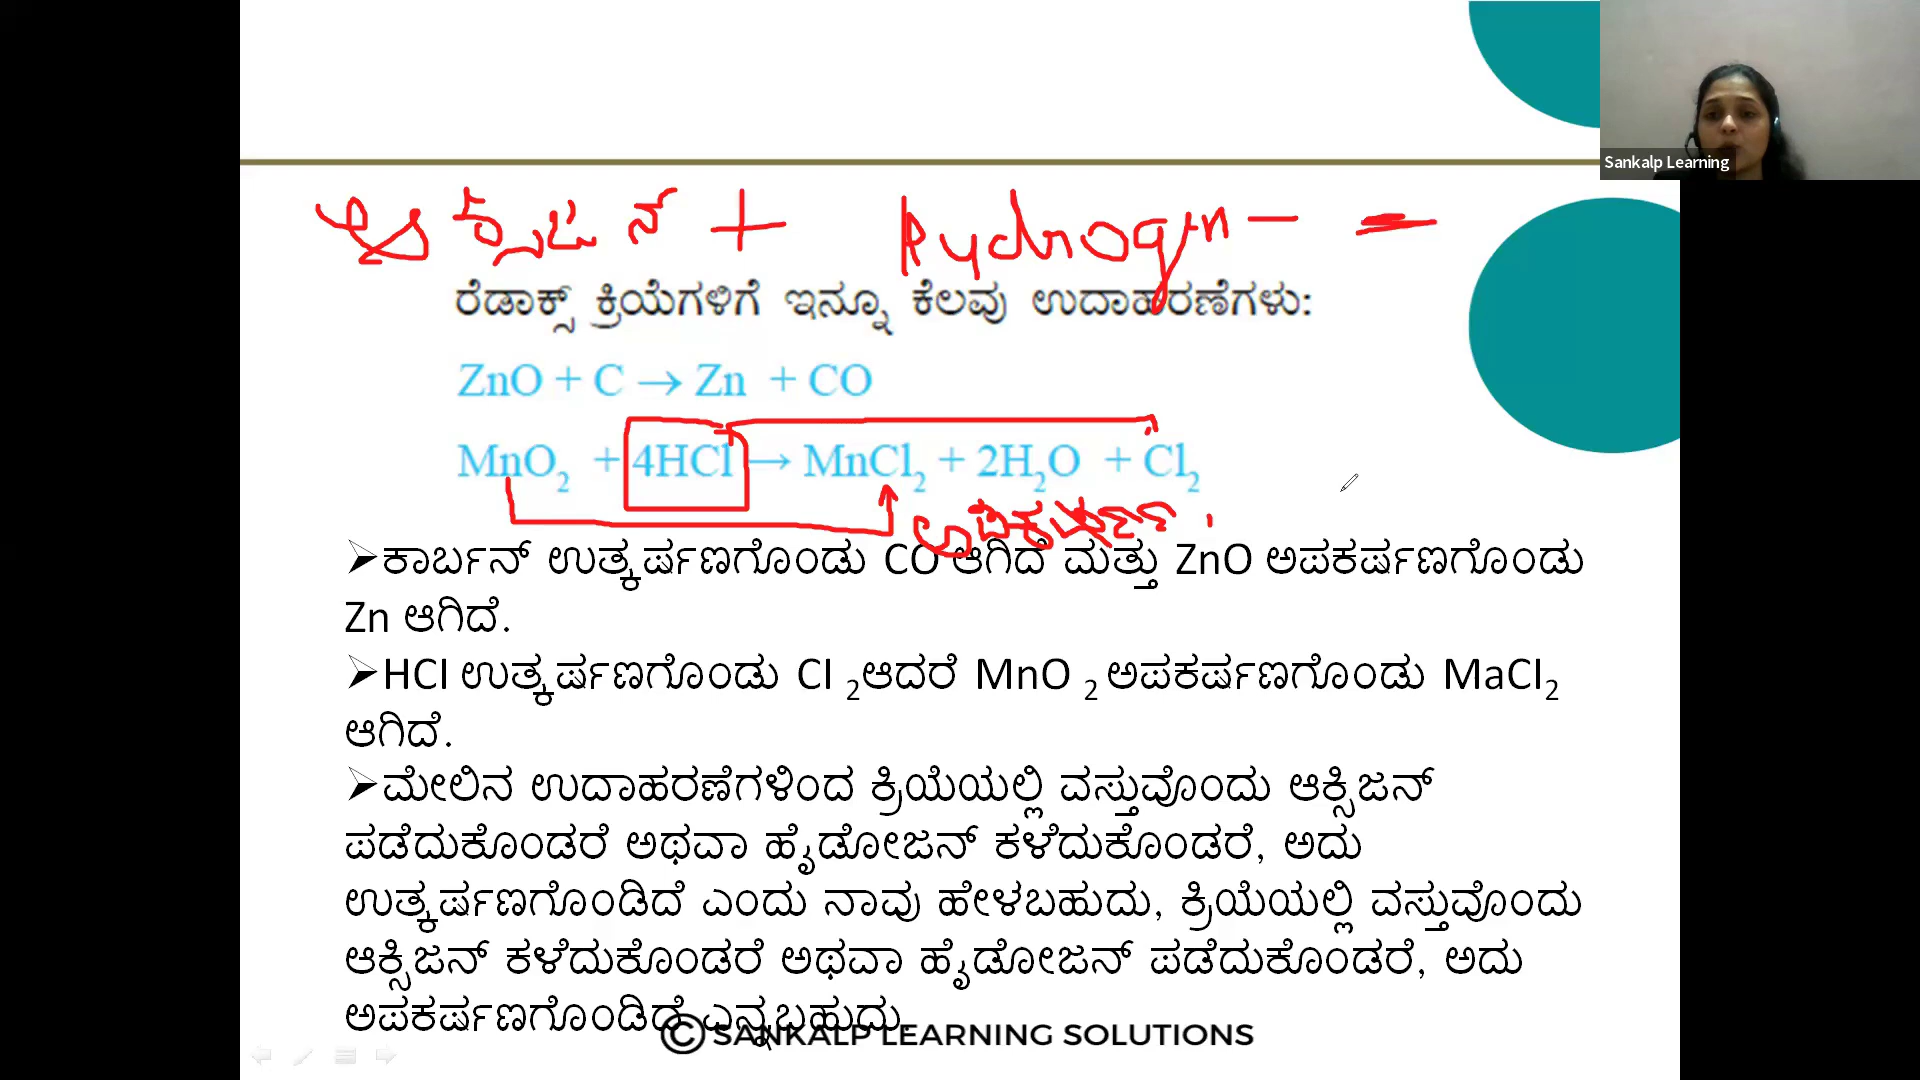 Sankalp Learning
ಆಕ್ಸಿಜನ್ + Hydrogen - -
ರೆಡಾಕ್ಸ್ ಕ್ರಿಯೆಗಳಿಗೆ ಇನ್ನೂ ಕೆಲವು ಉದಾಹರಣೆಗಳು:
ZnO + C → Zn + CO
MnO₂ + 4HCl → MnCl₂ + 2H₂O + Cl₂
➢ಕಾರ್ಬನ್ ಉತ್ಕರ್ಷಣಗೊಂಡು CO ಆಗಿದೆ ಮತ್ತು ZnO ಅಪಕರ್ಷಣಗೊಂಡು
Zn ಆಗಿದೆ.
➢HCl ಉತ್ಕರ್ಷಣಗೊಂಡು Cl ₂ಆದರೆ MnO ₂ ಅಪಕರ್ಷಣಗೊಂಡು MaCl₂
ಆಗಿದೆ.
➢ಮೇಲಿನ ಉದಾಹರಣೆಗಳಿಂದ ಕ್ರಿಯೆಯಲ್ಲಿ ವಸ್ತುವೊಂದು ಆಕ್ಸಿಜನ್
ಪಡೆದುಕೊಂಡರೆ ಅಥವಾ ಹೈಡೋಜನ್ ಕಳೆದುಕೊಂಡರೆ, ಅದು
ಉತ್ಕರ್ಷಣಗೊಂಡಿದೆ ಎಂದು ನಾವು ಹೇಳಬಹುದು, ಕ್ರಿಯೆಯಲ್ಲಿ ವಸ್ತುವೊಂದು
ಆಕ್ಸಿಜನ್ ಕಳೆದುಕೊಂಡರೆ ಅಥವಾ ಹೈಡೋಜನ್ ಪಡೆದುಕೊಂಡರೆ, ಅದು
ಅಪಕರ್ಷಣಗೊಂಡಿದೆ ಎನ್ನಬಹುದು.
© SANKALP LEARNING SOLUTIONS